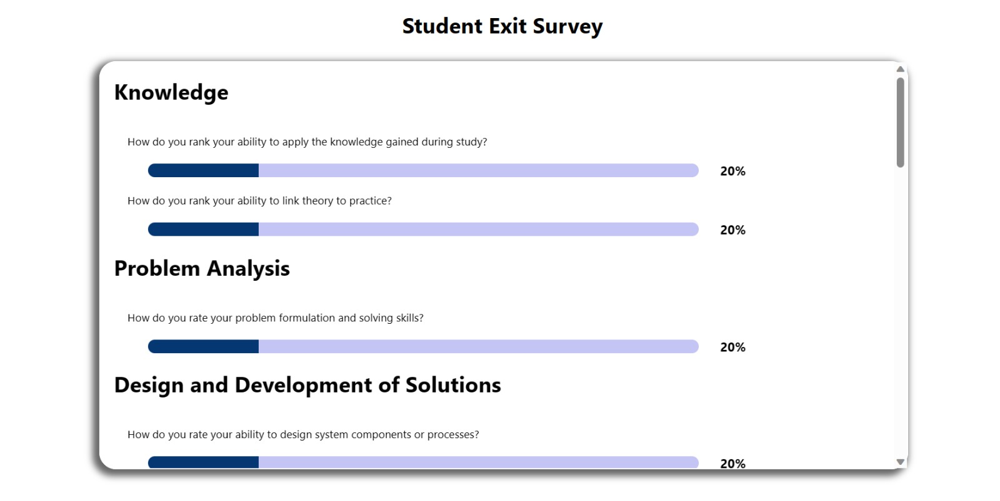 Student Exit Survey
Knowledge
How do you rank your ability to apply the knowledge gained during study?
20%
How do you rank your ability to link theory to practice?
20%
Problem Analysis
How do you rate your problem formulation and solving skills?
20%
Design and Development of Solutions
How do you rate your ability to design system components or processes?
20%